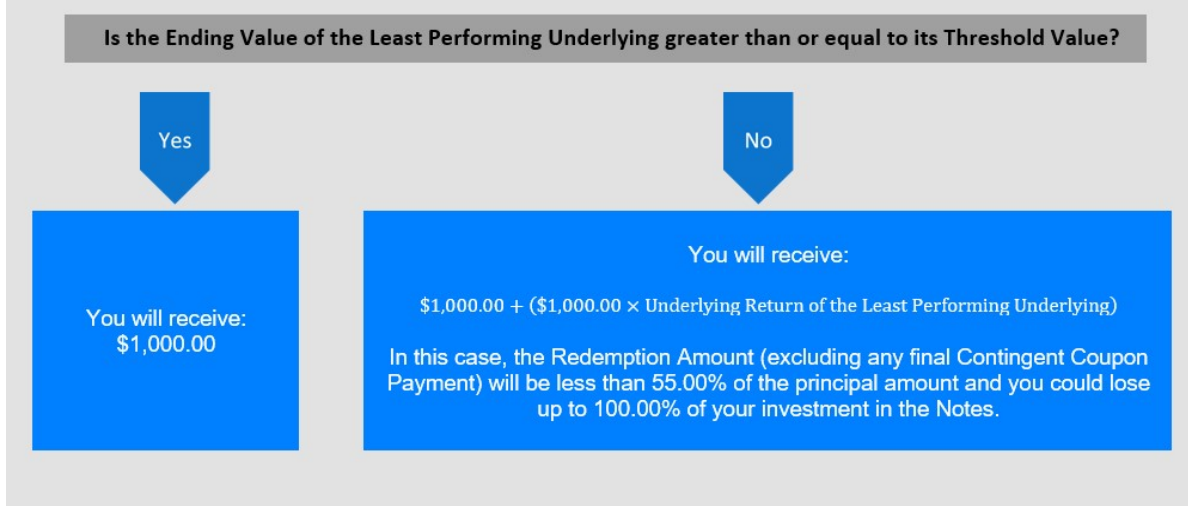 Is the Ending Value of the Least Performing Underlying greater than or equal to its Threshold Value?
Yes
No
You will receive:
$1,000.00
You will receive:
$1,000.00 + ($1,000.00 × Underlying Return of the Least Performing Underlying)
In this case, the Redemption Amount (excluding any final Contingent Coupon
Payment) will be less than 55.00% of the principal amount and you could lose
up to 100.00% of your investment in the Notes.